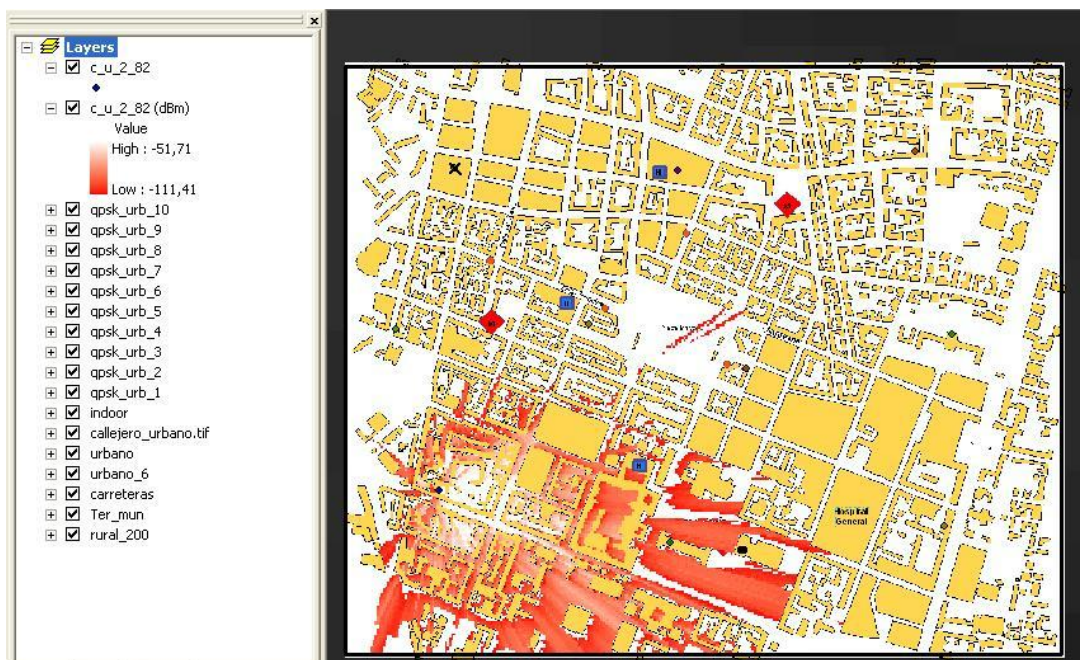 Layers
c_u_2_82
c_u_2_82 (dBm)
Value
High : -51,71
Low : -111,41
qpsk_urb_10
qpsk_urb_9
qpsk_urb_8
qpsk_urb_7
qpsk_urb_6
qpsk_urb_5
qpsk_urb_4
qpsk_urb_3
qpsk_urb_2
qpsk_urb_1
indoor
callejero_urbano.tif
urbano
urbano_6
carreteras
Ter_mun
rural_200
H
H
H
Hospital
General